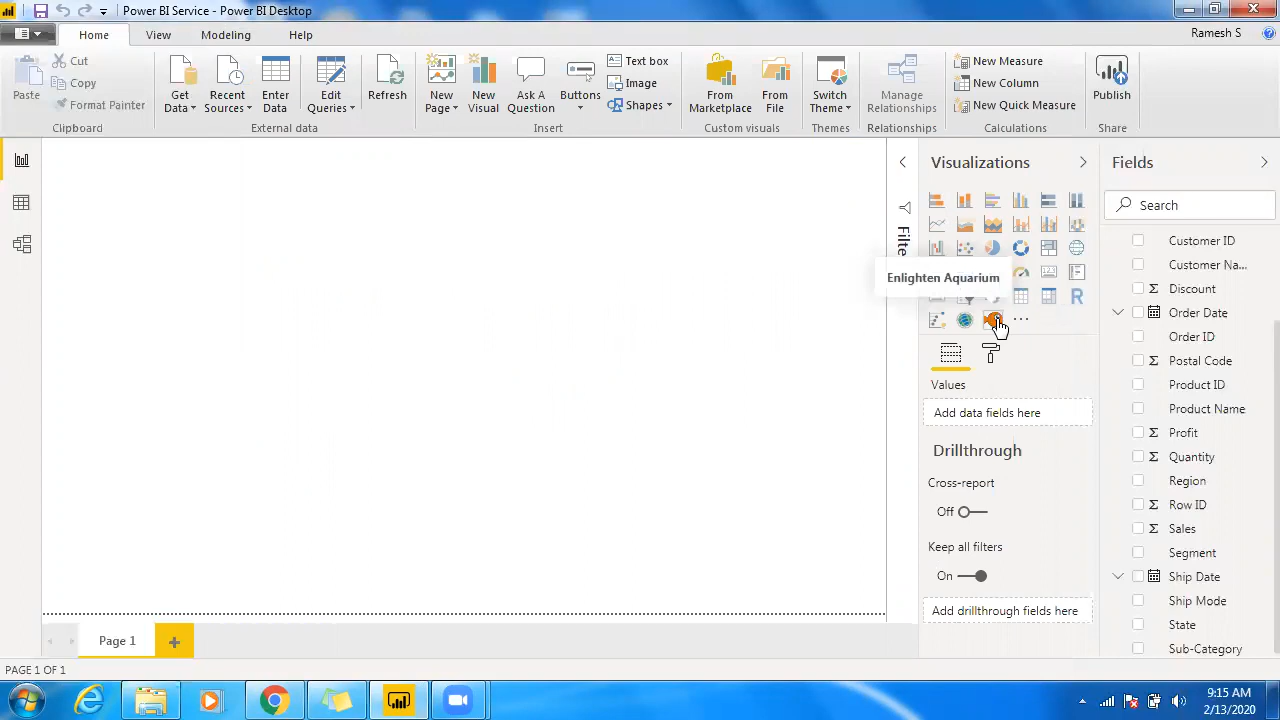 Power BI Service - Power BI Desktop
Home View Modeling Help
Ramesh S
Paste
Cut
Copy
Format Painter
Clipboard
Get Data
Recent Sources
Enter Data
Edit Queries
Refresh
External data
New Page
New Visual
Ask A Question
Buttons
Text box
Image
Shapes
Insert
From Marketplace
From File
Custom visuals
Switch Theme
Themes
Manage Relationships
Relationships
New Measure
New Column
New Quick Measure
Calculations
Publish
Share
Filte
Visualizations
R
Enlighten Aquarium
Values
Add data fields here
Drillthrough
Cross-report
Off
Keep all filters
On
Add drillthrough fields here
Fields
Search
Customer ID
Customer Na...
Discount
Order Date
Order ID
Postal Code
Product ID
Product Name
Profit
Quantity
Region
Row ID
Sales
Segment
Ship Date
Ship Mode
State
Sub-Category
Page 1
PAGE 1 OF 1
9:15 AM
2/13/2020